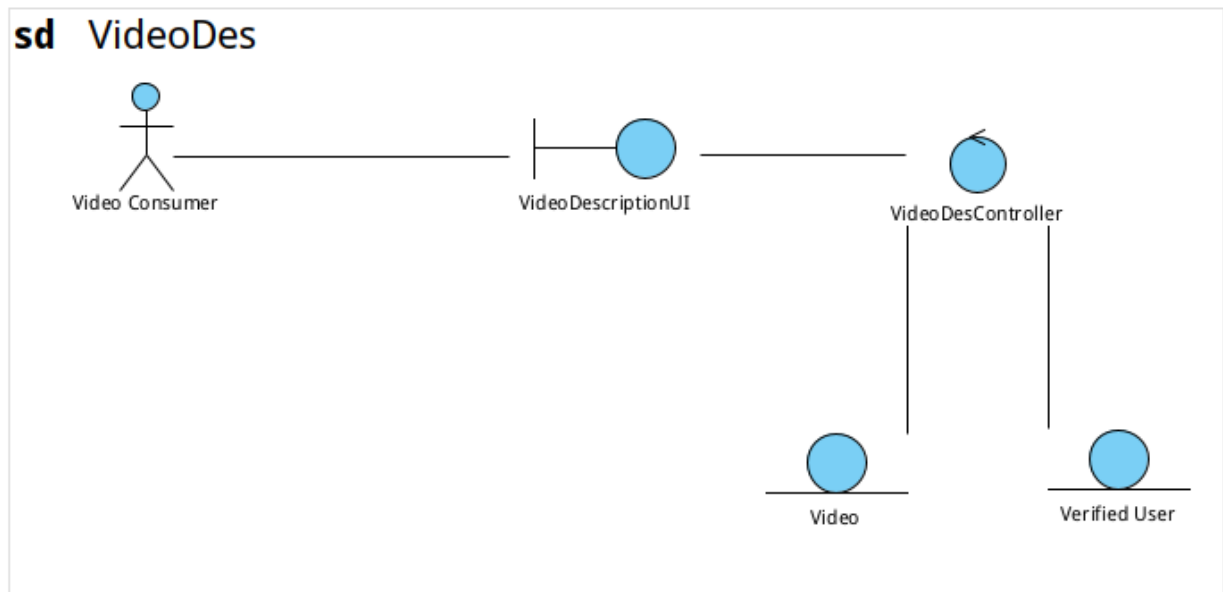 sd VideoDes
Video Consumer
VideoDescriptionUI
VideoDesController
Video
Verified User